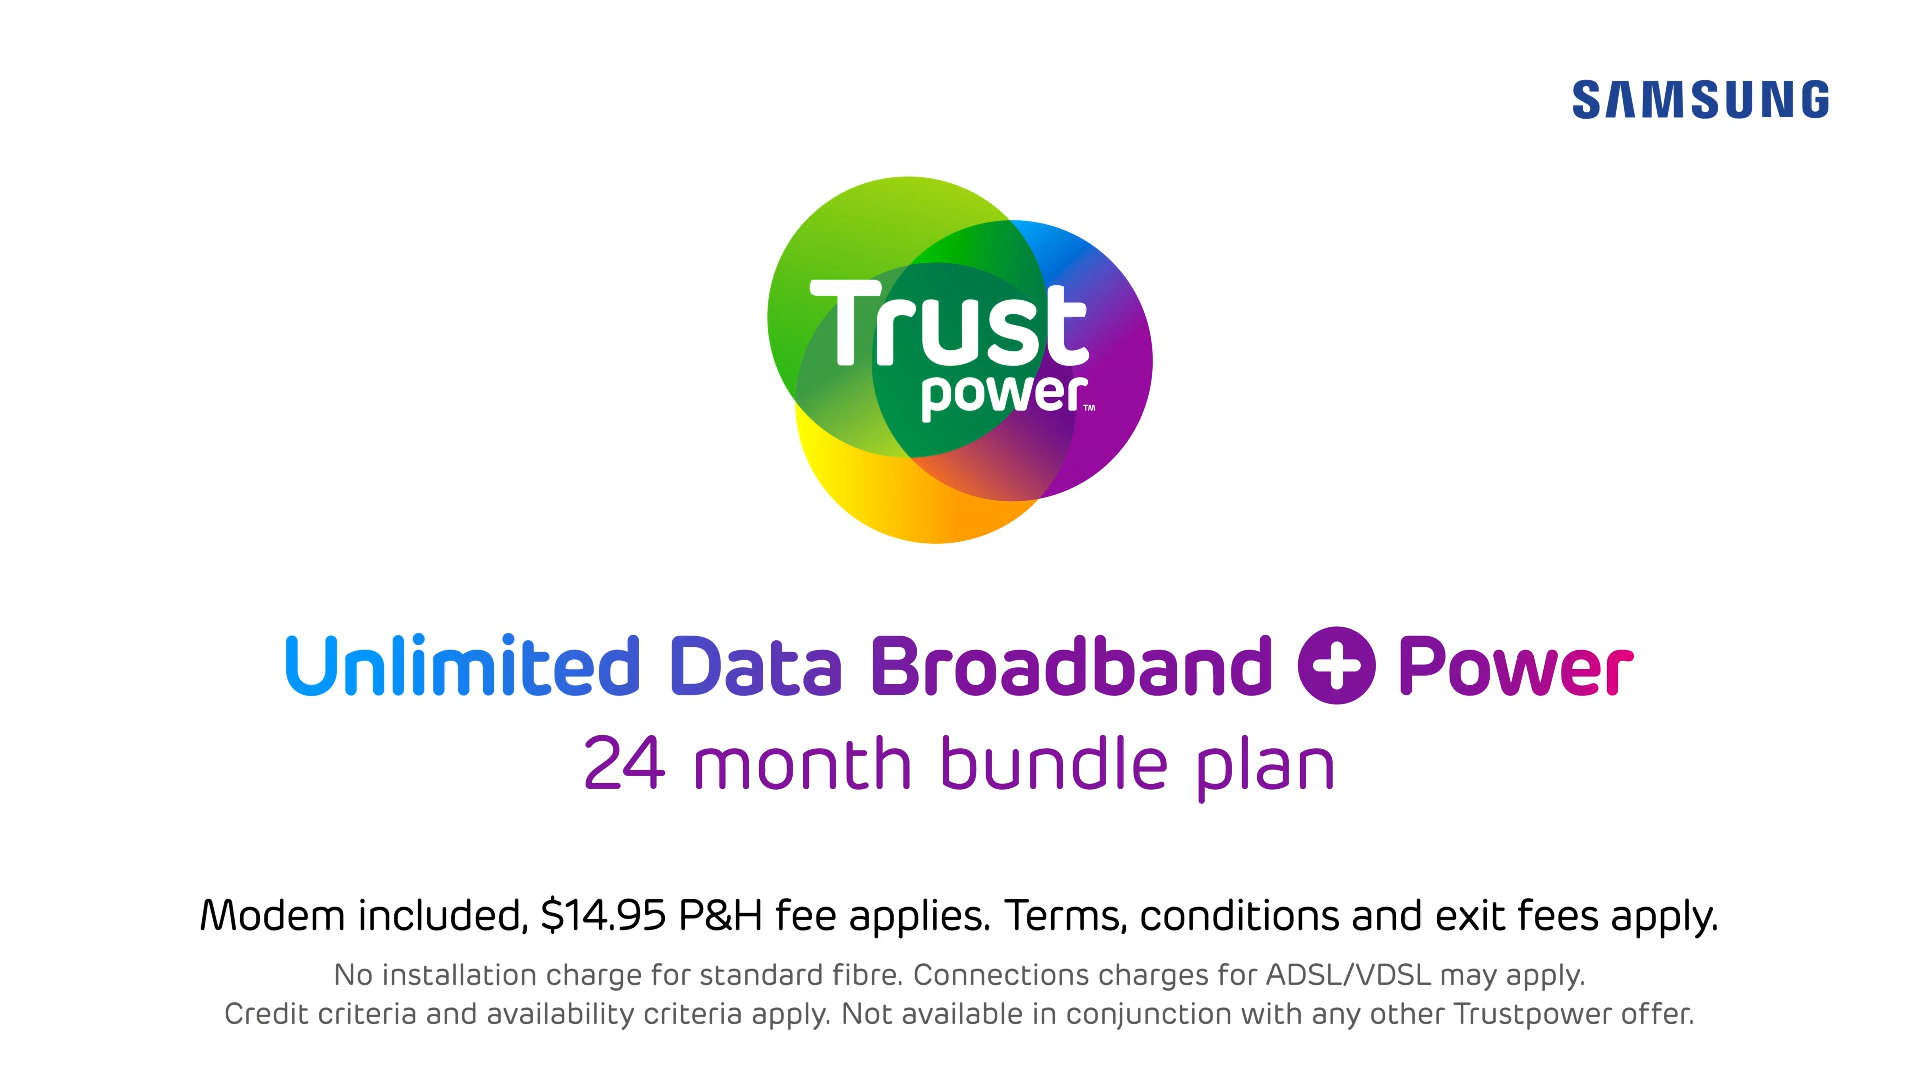 SAMSUNG
Trust
power™
Unlimited Data Broadband + Power
24 month bundle plan
Modem included, $14.95 P&H fee applies. Terms, conditions and exit fees apply.
No installation charge for standard fibre. Connections charges for ADSL/VDSL may apply.
Credit criteria and availability criteria apply. Not available in conjunction with any other Trustpower offer.